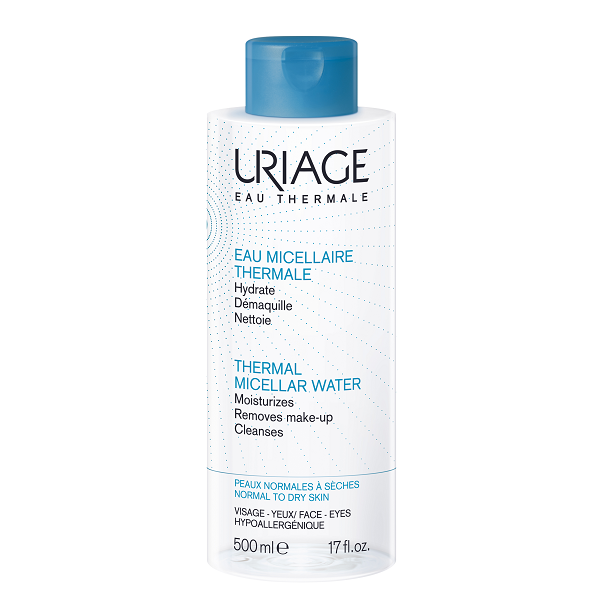 URIAGE
EAU THERMALE
EAU MICELLAIRE
THERMALE
Hydrate
Démaquille
Nettoie
THERMAL
MICELLAR WATER
Moisturizes
Removes make-up
Cleanses
PEAUX NORMALES À SÈCHES
NORMAL TO DRY SKIN
VISAGE - YEUX/ FACE - EYES
HYPOALLERGÉNIQUE
500 ml ℮ 17 fl.oz.